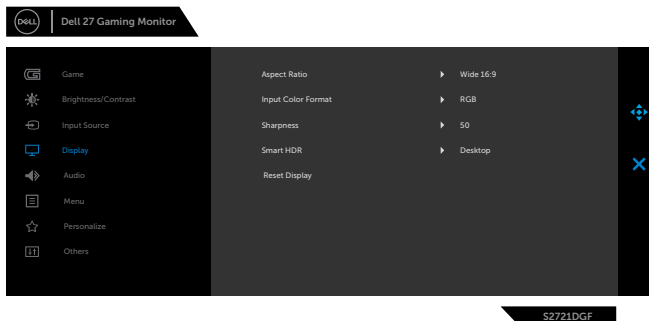 DELL
Dell 27 Gaming Monitor
Game
Aspect Ratio Wide 16:9
Brightness/Contrast
Input Color Format RGB
Input Source
Sharpness 50
Display
Smart HDR Desktop
Audio
Reset Display
Menu
Personalize
Others
S2721DGF